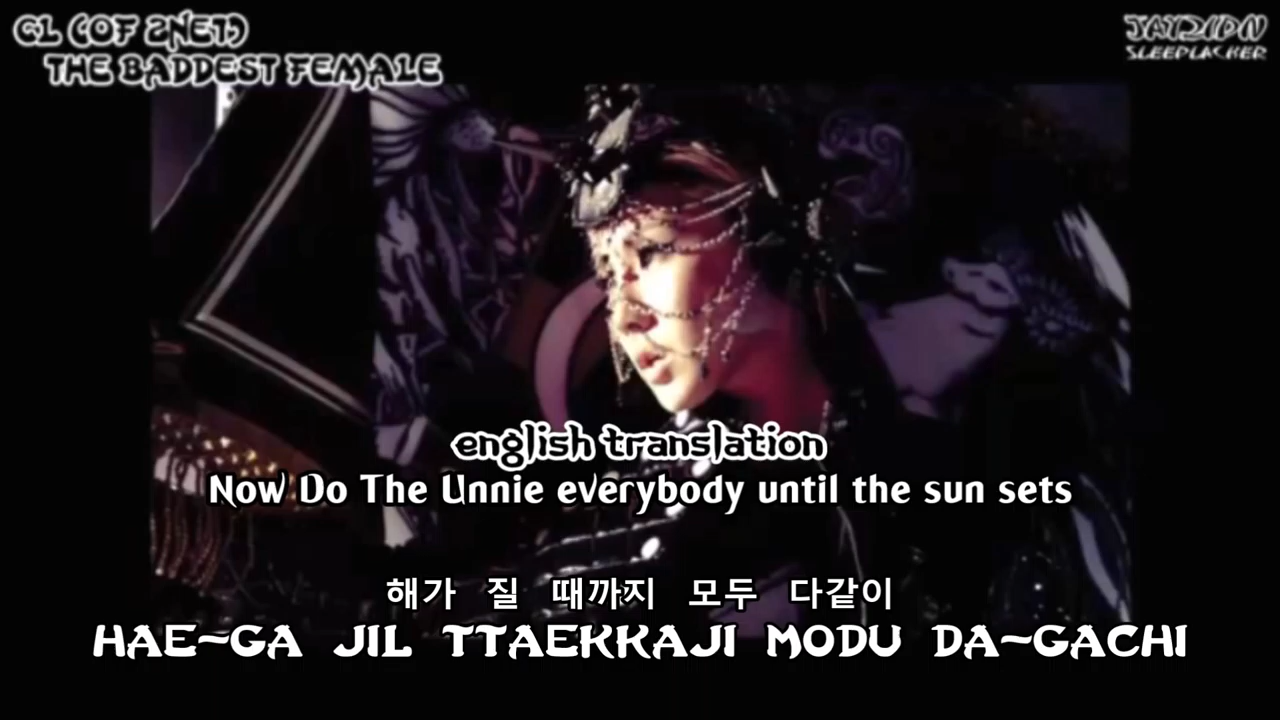 CL (OF 2NE1)
THE BADDEST FEMALE
JAY2IDN
SLEEPLACKER
english translation
Now Do The Unnie everybody until the sun sets
해가 질 때까지 모두 다같이
HAE~GA JIL TTAEKKAJI MODU DA~GACHI